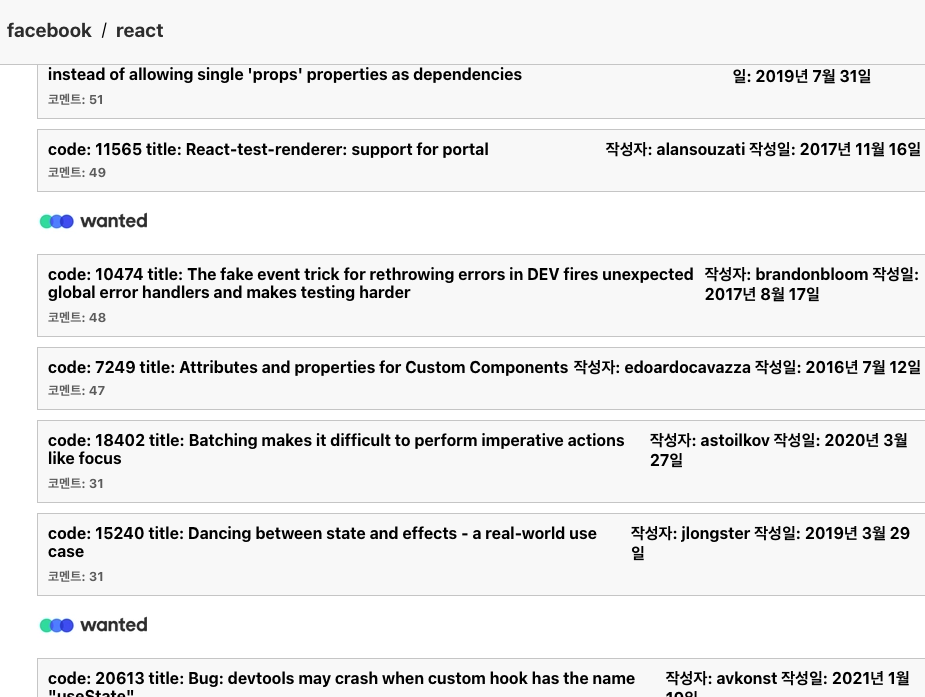 facebook / react
instead of allowing single 'props' properties as dependencies
일: 2019년 7월 31일
코멘트: 51
code: 11565 title: React-test-renderer: support for portal
작성자: alansouzati 작성일: 2017년 11월 16일
코멘트: 49
wanted
code: 10474 title: The fake event trick for rethrowing errors in DEV fires unexpected
global error handlers and makes testing harder
작성자: brandonbloom 작성일:
2017년 8월 17일
코멘트: 48
code: 7249 title: Attributes and properties for Custom Components
작성자: edoardocavazza 작성일: 2016년 7월 12일
코멘트: 47
code: 18402 title: Batching makes it difficult to perform imperative actions
like focus
작성자: astoilkov 작성일: 2020년 3월
27일
코멘트: 31
code: 15240 title: Dancing between state and effects - a real-world use
case
작성자: jlongster 작성일: 2019년 3월 29
일
코멘트: 31
wanted
code: 20613 title: Bug: devtools may crash when custom hook has the name
"useState"
작성자: avkonst 작성일: 2021년 1월